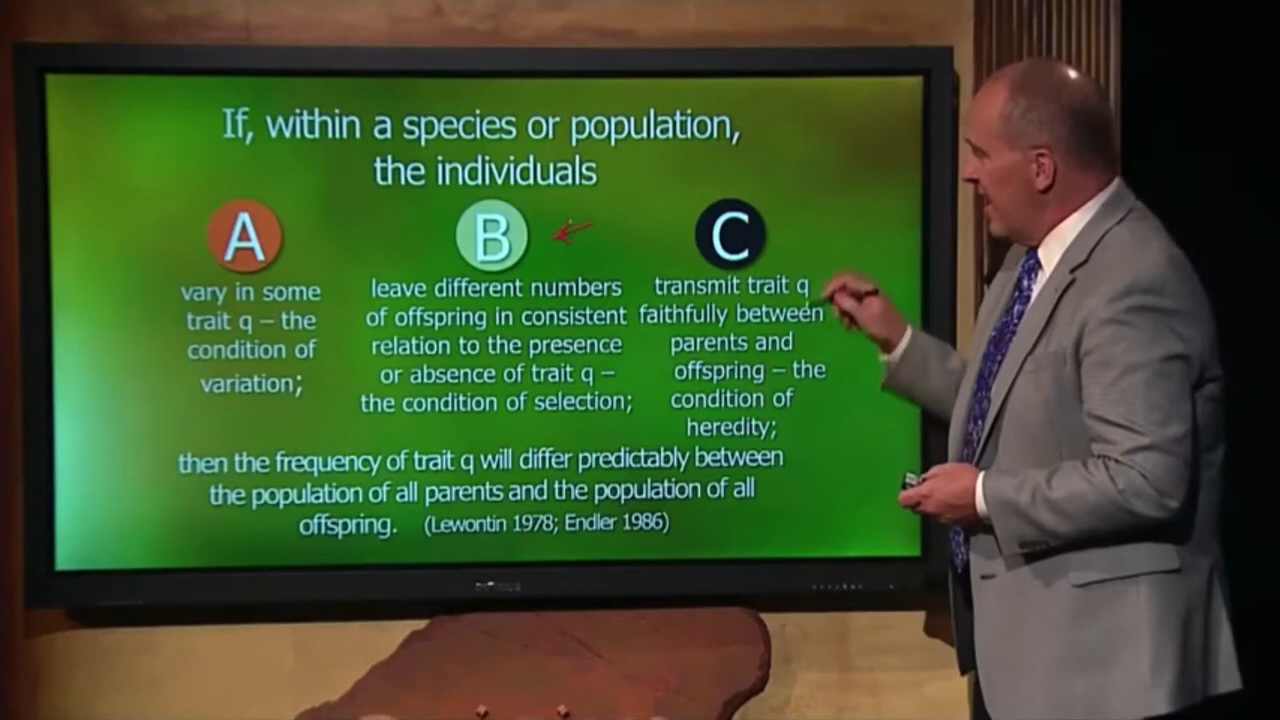 If, within a species or population,
the individuals
A
vary in some
trait q – the
condition of
variation;
B
leave different numbers
of offspring in consistent
relation to the presence
or absence of trait q –
the condition of selection;
C
transmit trait q
faithfully between
parents and
offspring – the
condition of
heredity;
then the frequency of trait q will differ predictably between
the population of all parents and the population of all
offspring. (Lewontin 1978; Endler 1986)